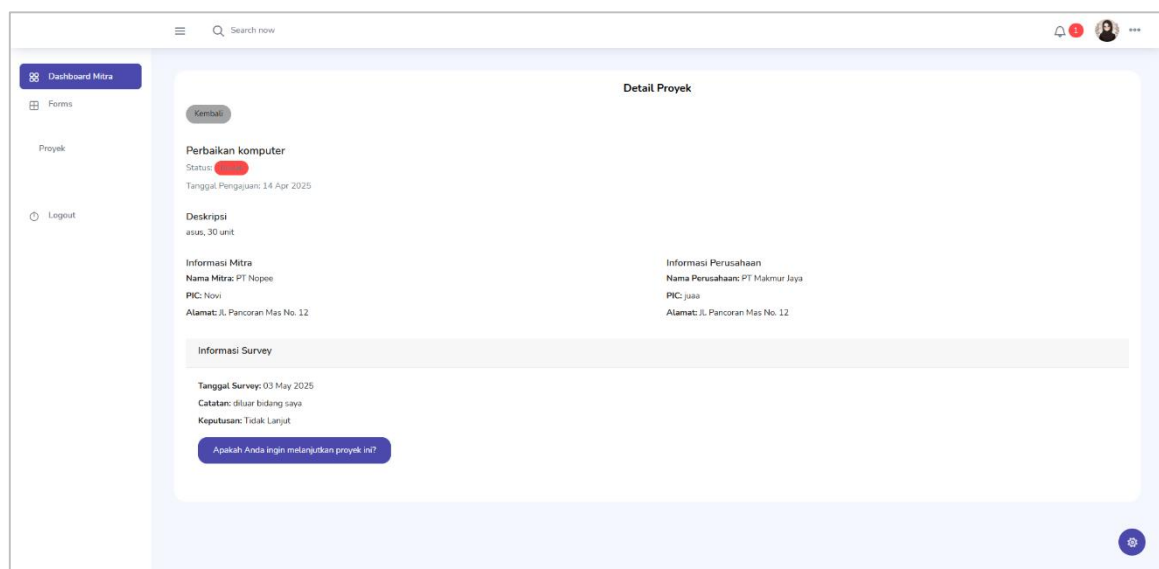 Search now
1
Dashboard Mitra
Forms
Proyek
Logout
Detail Proyek
Kembali
Perbaikan komputer
Status:
Tanggal Pengajuan: 14 Apr 2025
Deskripsi
asus, 30 unit
Informasi Mitra
Nama Mitra: PT Nopee
PIC: Novi
Alamat: Jl. Pancoran Mas No. 12
Informasi Perusahaan
Nama Perusahaan: PT Makmur Jaya
PIC: juaa
Alamat: Jl. Pancoran Mas No. 12
Informasi Survey
Tanggal Survey: 03 May 2025
Catatan: diluar bidang saya
Keputusan: Tidak Lanjut
Apakah Anda ingin melanjutkan proyek ini?